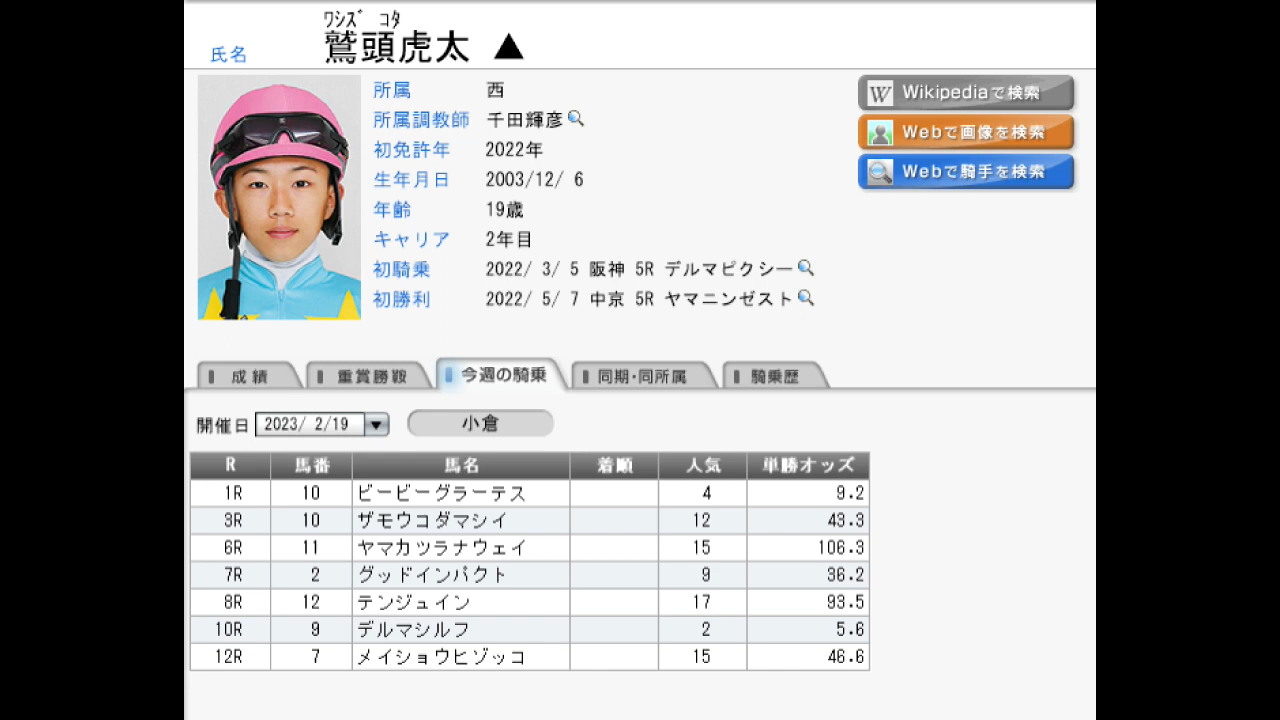 ワシズ コタ
氏名 鷲頭虎太 ▲
所属 西
所属調教師 千田輝彦
初免許年 2022年
生年月日 2003/12/ 6
年齢 19歳
キャリア 2年目
初騎乗 2022/ 3/ 5 阪神 5R デルマピクシー
初勝利 2022/ 5/ 7 中京 5R ヤマニンゼスト
W Wikipediaで検索
Webで画像を検索
Webで騎手を検索
成績 重賞勝鞍 今週の騎乗 同期・同所属 騎乗歴
開催日 2023/ 2/19 ▼ 小倉
R 馬番 馬名 着順 人気 単勝オッズ
1R 10 ビービーグラーテス 4 9.2
3R 10 ザモウコダマシイ 12 43.3
6R 11 ヤマカツラナウェイ 15 106.3
7R 2 グッドインパクト 9 36.2
8R 12 テンジュイン 17 93.5
10R 9 デルマシルフ 2 5.6
12R 7 メイショウヒゾッコ 15 46.6